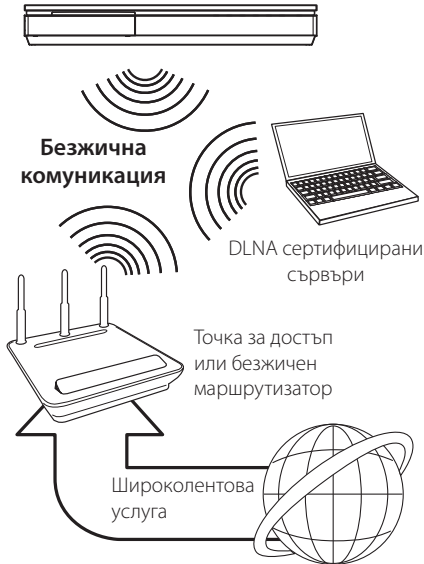 Безжична
комуникация
DLNA сертифицирани
сървъри
Точка за достъп
или безжичен
маршрутизатор
Широколентова
услуга